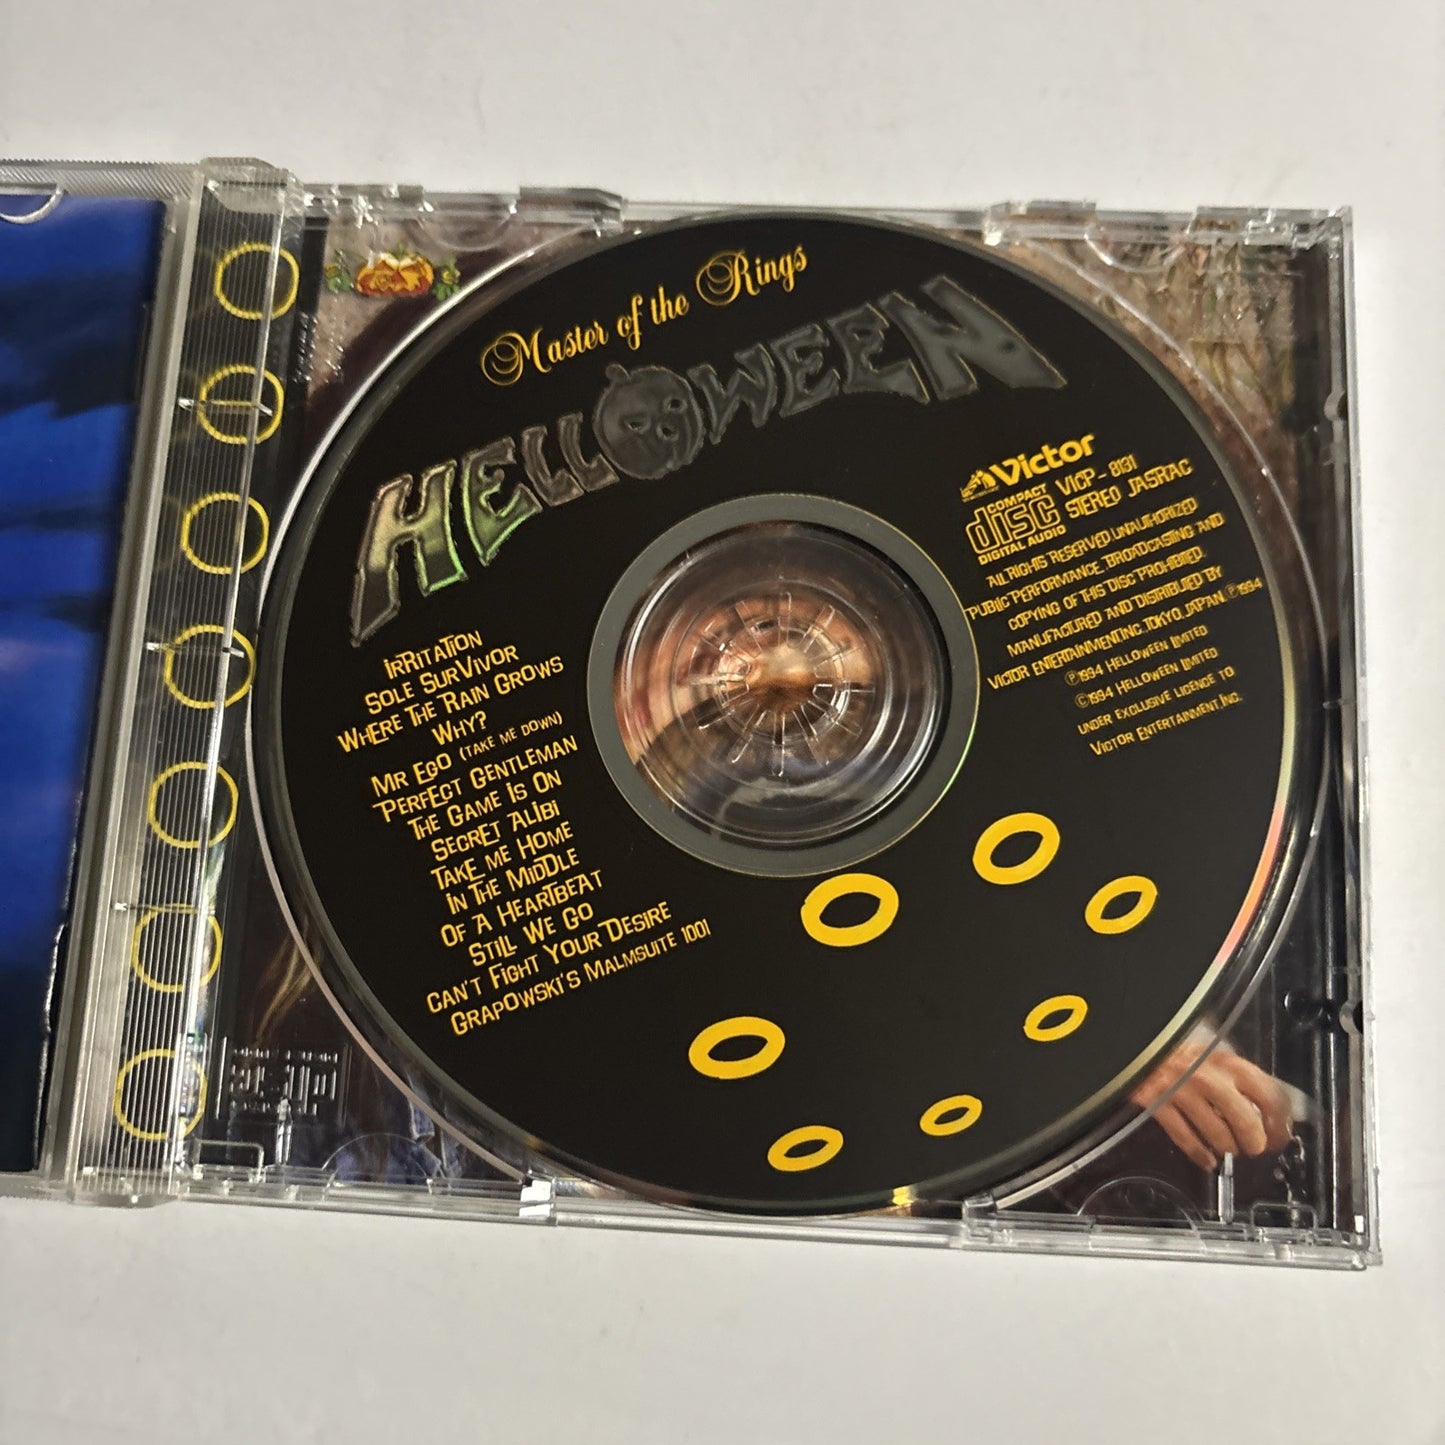 Master of the Rings
HELLOWEEN
IRRITATION
SOLE SURVIVOR
WHERE THE RAIN GROWS
WHY?
MR EGO (TAKE ME DOWN)
PERFECT GENTLEMAN
THE GAME IS ON
SECRET ALIBI
TAKE ME HOME
IN THE MIDDLE
OF A HEARTBEAT
STILL WE GO
CAN'T FIGHT YOUR DESIRE
GRAPOWSKI'S MALMSUITE 1001
Victor
COMPACT
disc
DIGITAL AUDIO
VICP-8131
STEREO JASRAC
ALL RIGHTS RESERVED UNAUTHORIZED
PUBLIC PERFORMANCE, BROADCASTING AND
COPYING OF THIS DISC PROHIBITED.
MANUFACTURED AND DISTRIBUTED BY
VICTOR ENTERTAINMENT, INC. TOKYO, JAPAN. ℗1994
℗1994 HELLOWEEN LIMITED
©1994 HELLOWEEN LIMITED
UNDER EXCLUSIVE LICENCE TO
VICTOR ENTERTAINMENT, INC.